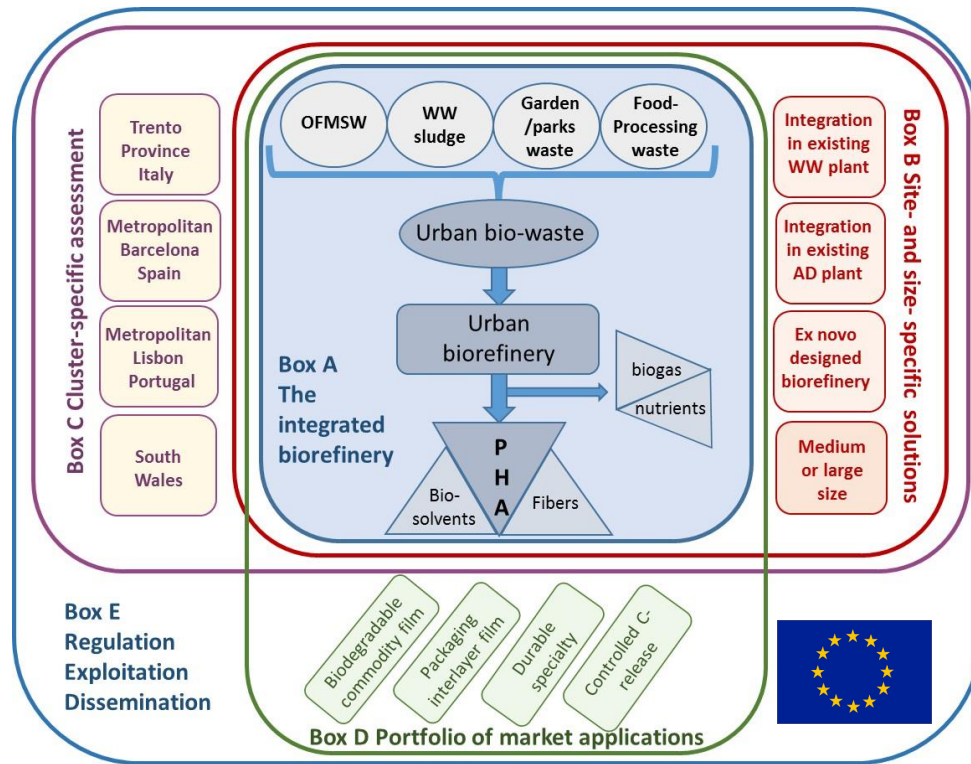 OFMSW
WW
sludge
Garden
/parks
waste
Food-
Processing
waste
Urban bio-waste
Urban
biorefinery
biogas
nutrients
Box A
The
integrated
biorefinery
P
H
A
Bio-
solvents
Fibers
Box C Cluster-specific assessment
Trento
Province
Italy
Metropolitan
Barcelona
Spain
Metropolitan
Lisbon
Portugal
South
Wales
Integration
in existing
WW plant
Integration
in existing
AD plant
Ex novo
designed
biorefinery
Medium
or large
size
Box B Site- and size- specific solutions
Box E
Regulation
Exploitation
Dissemination
Biodegradable
commodity film
Packaging
interlayer film
Durable
specialty
Controlled C-
release
Box D Portfolio of market applications